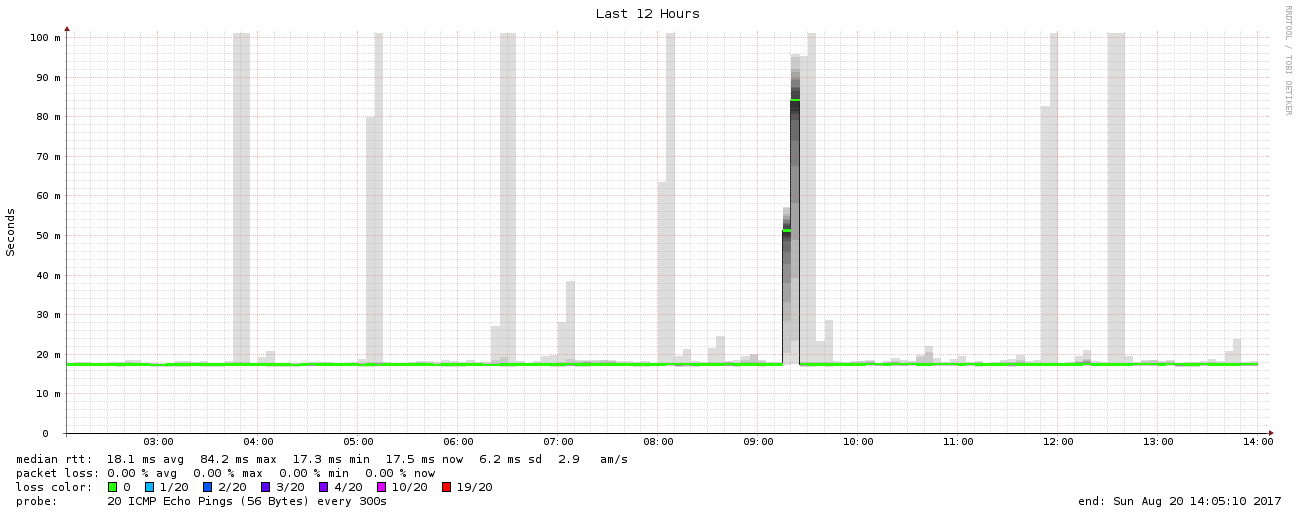 Last 12 Hours
RRDTOOL / TOBI OETIKER
Seconds
100 m
90 m
80 m
70 m
60 m
50 m
40 m
30 m
20 m
10 m
0
03:00 04:00 05:00 06:00 07:00 08:00 09:00 10:00 11:00 12:00 13:00 14:00
median rtt: 18.1 ms avg 84.2 ms max 17.3 ms min 17.5 ms now 6.2 ms sd 2.9 am/s
packet loss: 0.00 % avg 0.00 % max 0.00 % min 0.00 % now
loss color: 0 1/20 2/20 3/20 4/20 10/20 19/20
probe: 20 ICMP Echo Pings (56 Bytes) every 300s end: Sun Aug 20 14:05:10 2017